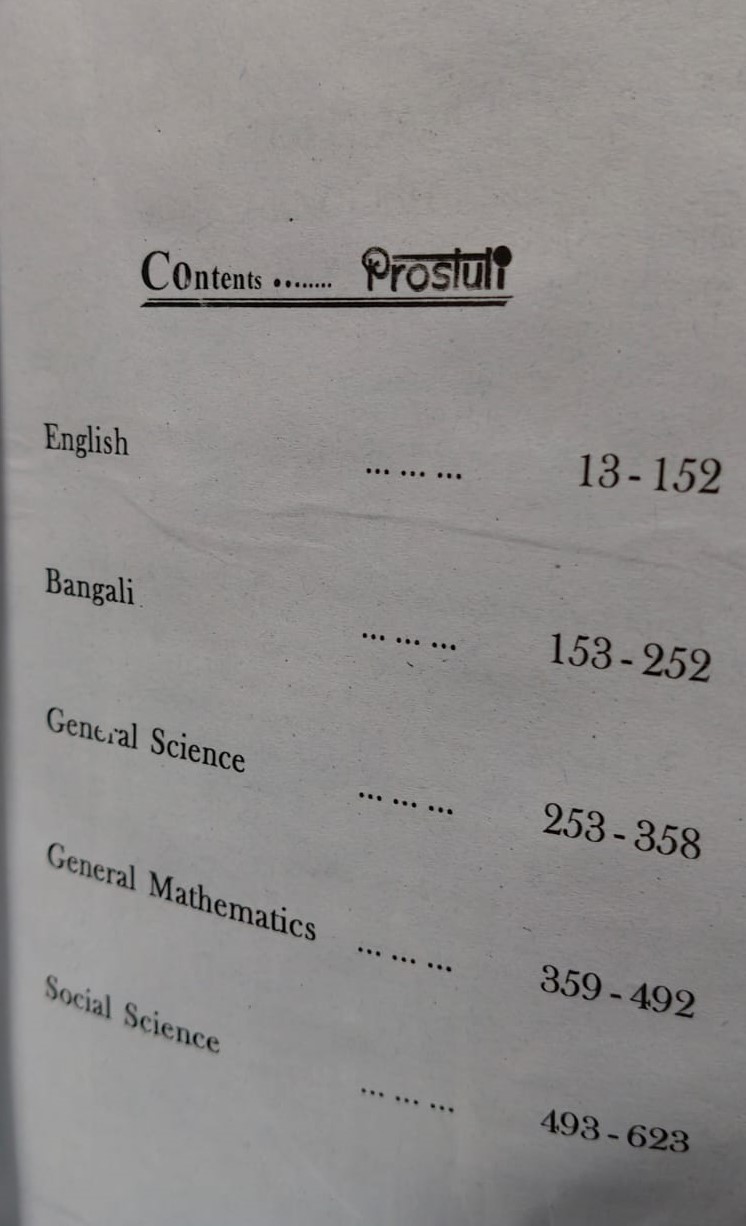 Contents ........ Prostuti
English ... ... ... 13 - 152
Bangali ... ... ... 153 - 252
General Science ... ... ... 253 - 358
General Mathematics ... ... ... 359 - 492
Social Science ... ... ... 493 - 623